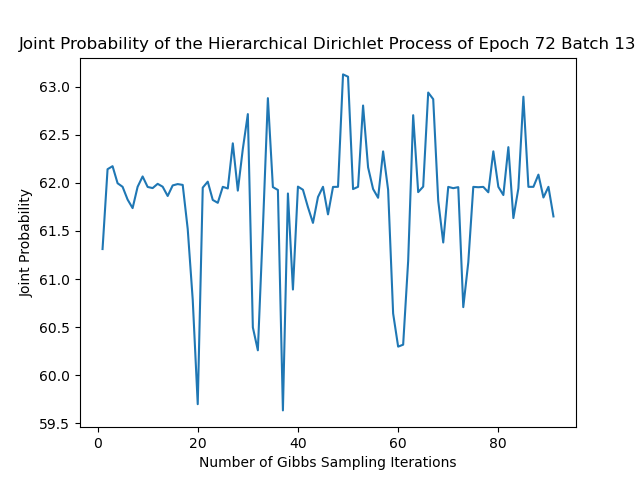 Joint Probability of the Hierarchical Dirichlet Process of Epoch 72 Batch 13
63.0
62.5
62.0
61.5
61.0
60.5
60.0
59.5
Joint Probability
0 20 40 60 80
Number of Gibbs Sampling Iterations